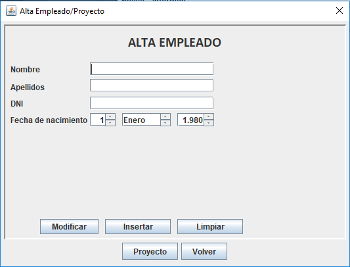 Alta Empleado/Proyecto
ALTA EMPLEADO
Nombre
Apellidos
DNI
Fecha de nacimiento 1 Enero 1.980
Modificar Insertar Limpiar
Proyecto Volver